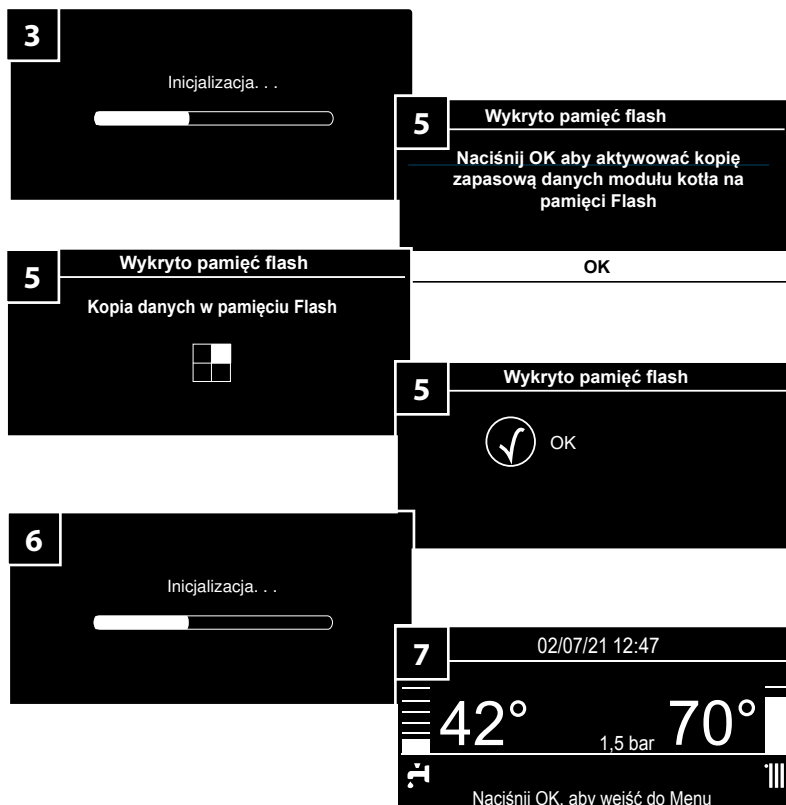 3
Inicjalizacja. . .
5
Wykryto pamięć flash
Naciśnij OK aby aktywować kopię
zapasową danych modułu kotła na
pamięci Flash
OK
5
Wykryto pamięć flash
Kopia danych w pamięciu Flash
5
Wykryto pamięć flash
OK
6
Inicjalizacja. . .
7
02/07/21 12:47
42°
1,5 bar
70°
Naciśnij OK, aby wejść do Menu